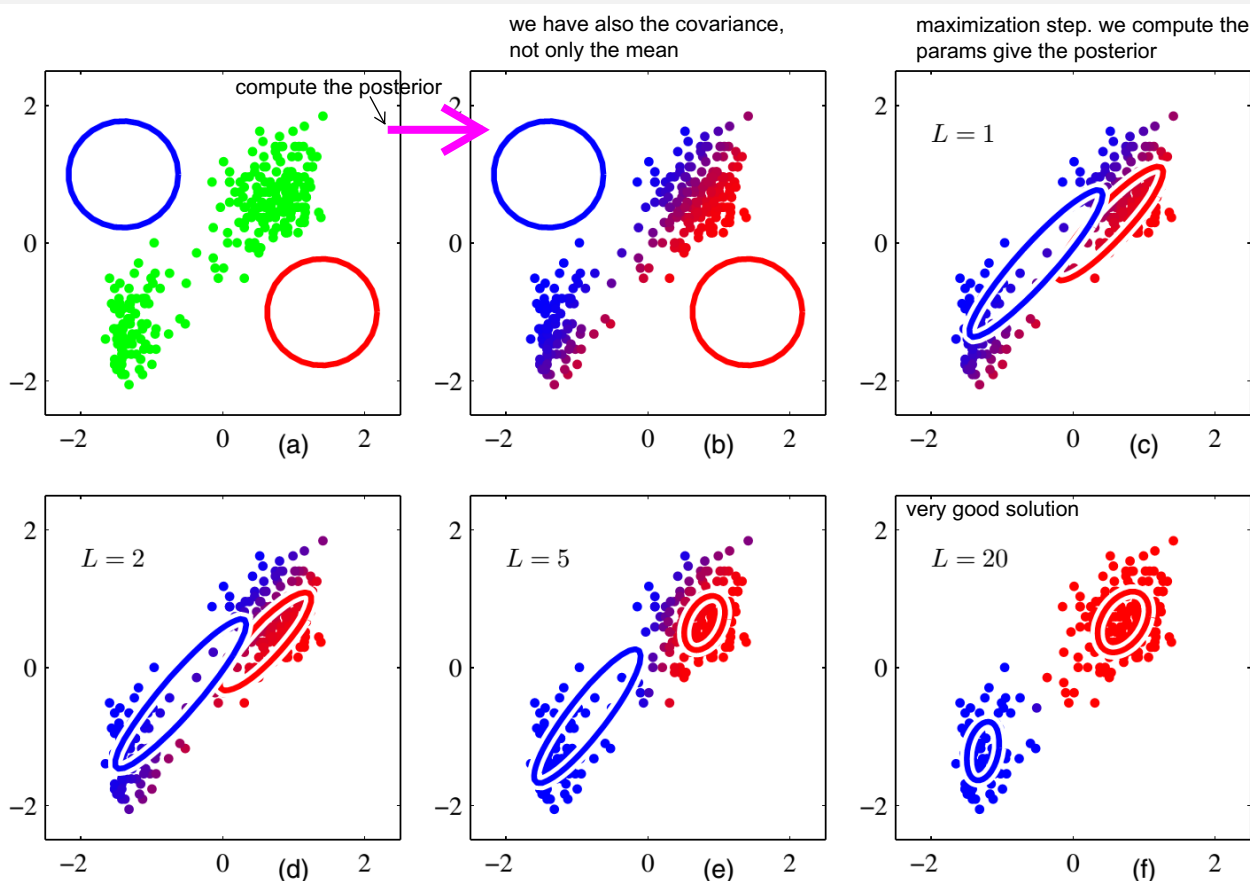 we have also the covariance,
not only the mean
maximization step. we compute the
params give the posterior
compute the posterior
2
0
−2
−2
0
(a)
2
2
0
−2
−2
0
(b)
2
L = 1
2
0
−2
−2
0
(c)
2
L = 2
2
0
−2
−2
0
(d)
2
L = 5
2
0
−2
−2
0
(e)
2
very good solution
L = 20
2
0
−2
−2
0
(f)
2